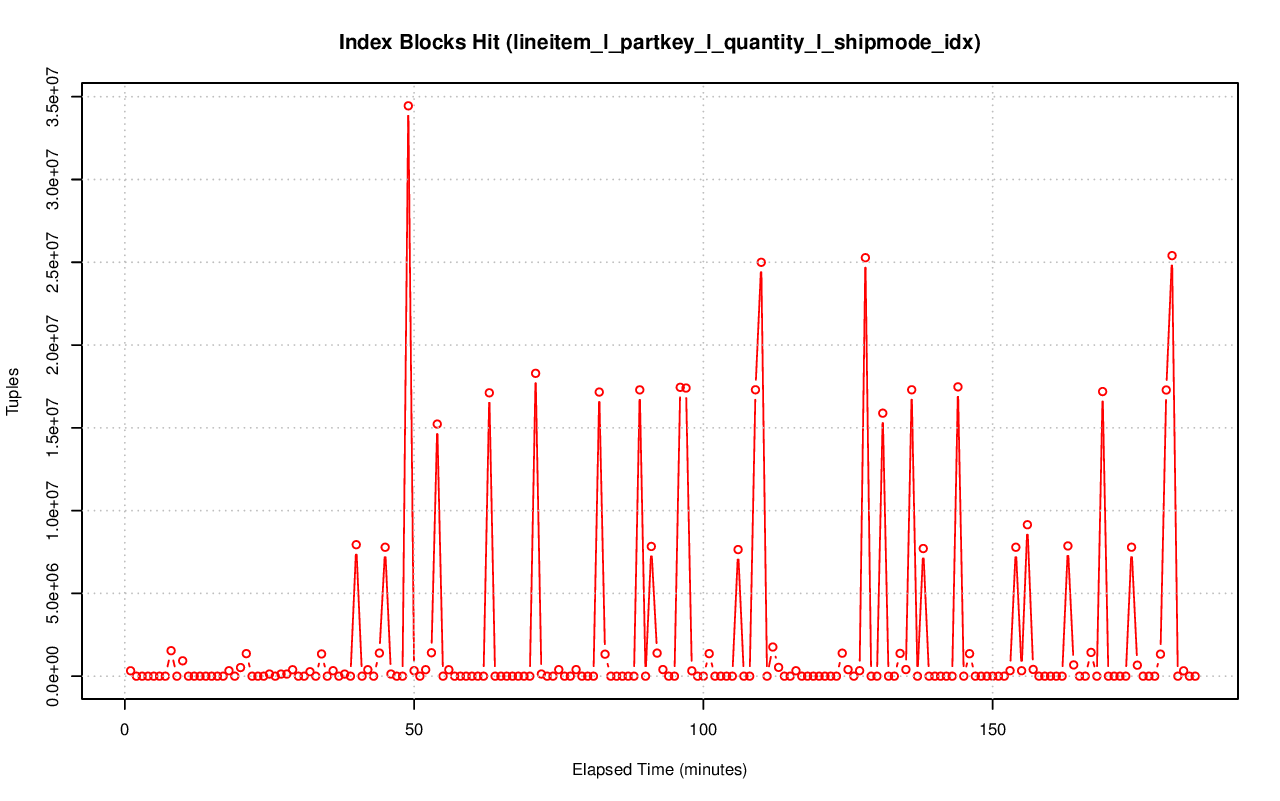 Index Blocks Hit (lineitem_l_partkey_l_quantity_l_shipmode_idx)
3.5e+07
3.0e+07
2.5e+07
2.0e+07
1.5e+07
1.0e+07
5.0e+06
0.0e+00
Tuples
0 50 100 150
Elapsed Time (minutes)